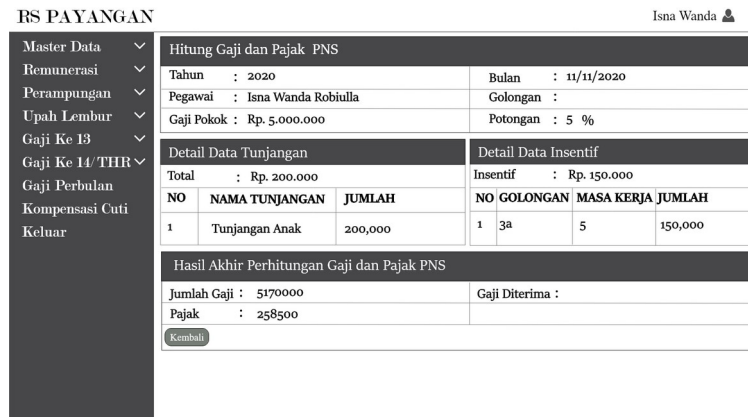 RS PAYANGAN
Isna Wanda
Master Data
Remunerasi
Perampungan
Upah Lembur
Gaji Ke 13
Gaji Ke 14/THR
Gaji Perbulan
Kompensasi Cuti
Keluar
Hitung Gaji dan Pajak PNS
Tahun : 2020
Bulan : 11/11/2020
Pegawai : Isna Wanda Robiulla
Golongan :
Gaji Pokok : Rp. 5.000.000
Potongan : 5 %
Detail Data Tunjangan
Total : Rp. 200.000
NO NAMA TUNJANGAN JUMLAH
1 Tunjangan Anak 200,000
Detail Data Insentif
Insentif : Rp. 150.000
NO GOLONGAN MASA KERJA JUMLAH
1 3a 5 150,000
Hasil Akhir Perhitungan Gaji dan Pajak PNS
Jumlah Gaji : 5170000
Gaji Diterima :
Pajak : 258500
Kembali